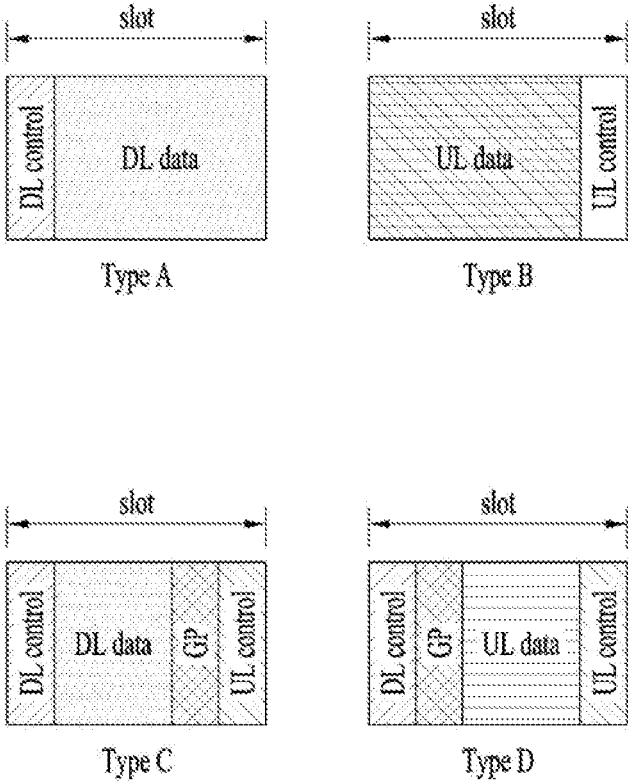 slot
DL control
DL data
Type A
slot
UL data
UL control
Type B
slot
DL control
DL data
GP
UL control
Type C
slot
DL control
GP
UL data
UL control
Type D